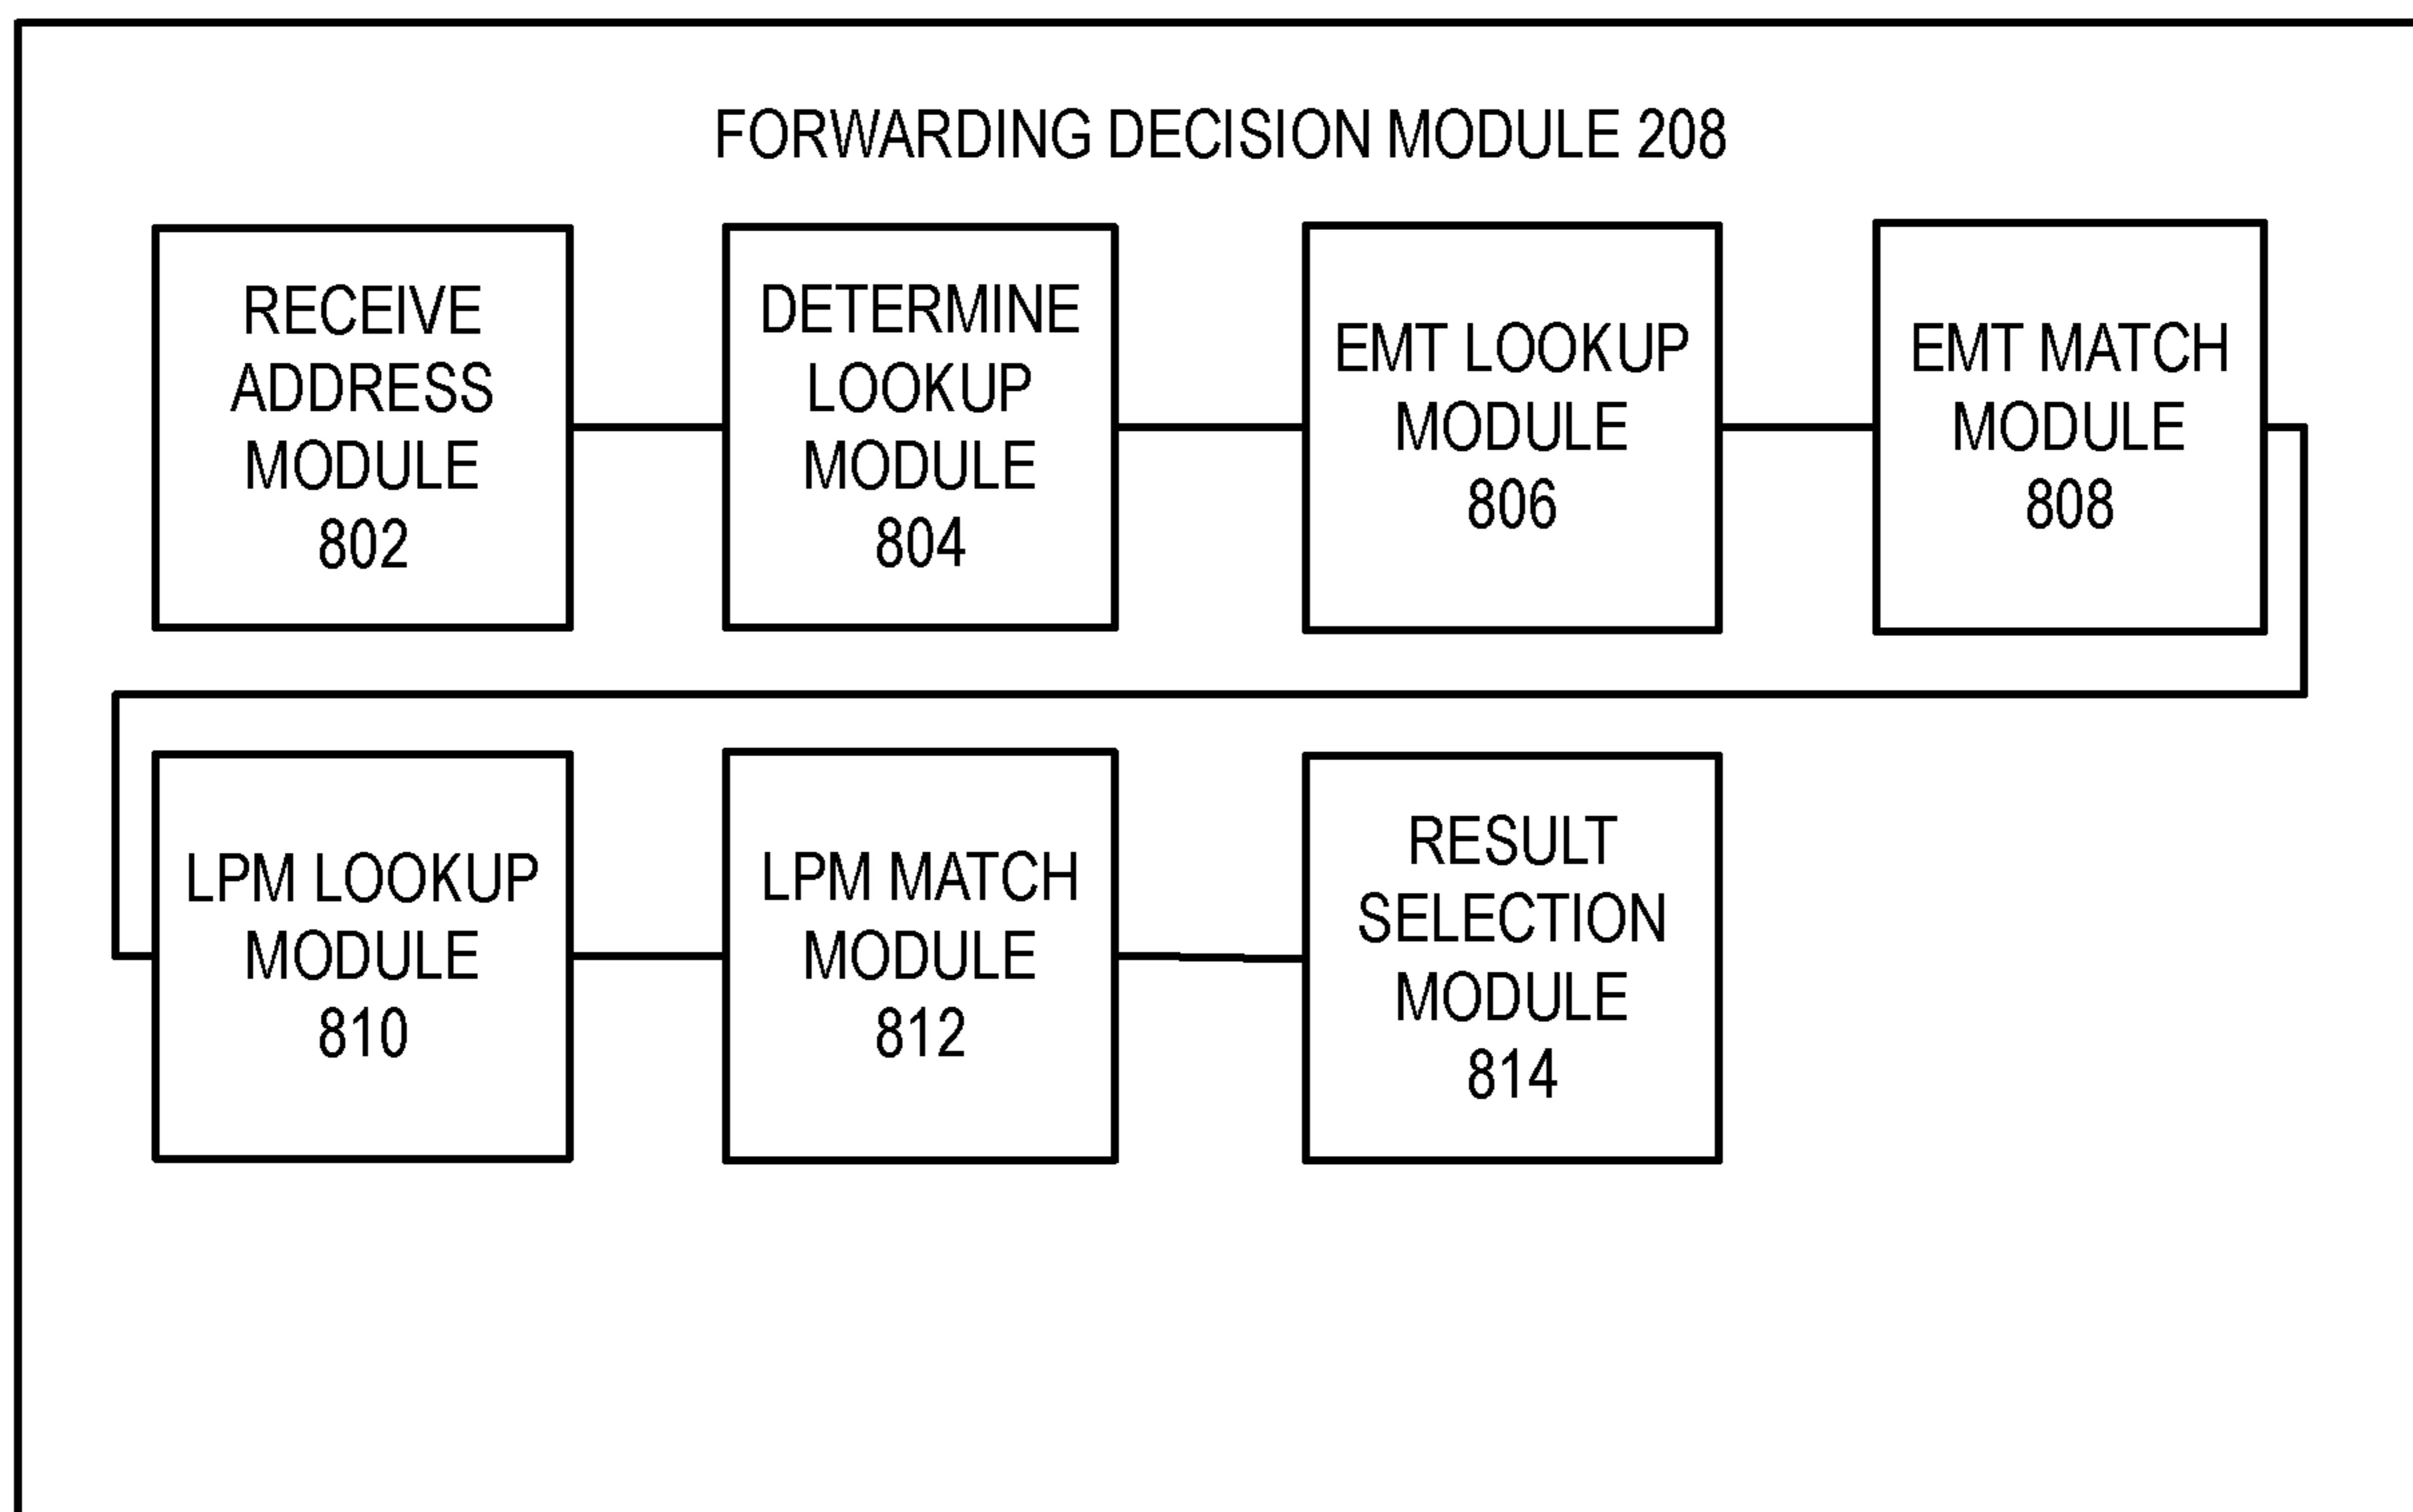 FORWARDING DECISION MODULE 208
RECEIVE
ADDRESS
MODULE
802
DETERMINE
LOOKUP
MODULE
804
EMT LOOKUP
MODULE
806
EMT MATCH
MODULE
808
LPM LOOKUP
MODULE
810
LPM MATCH
MODULE
812
RESULT
SELECTION
MODULE
814